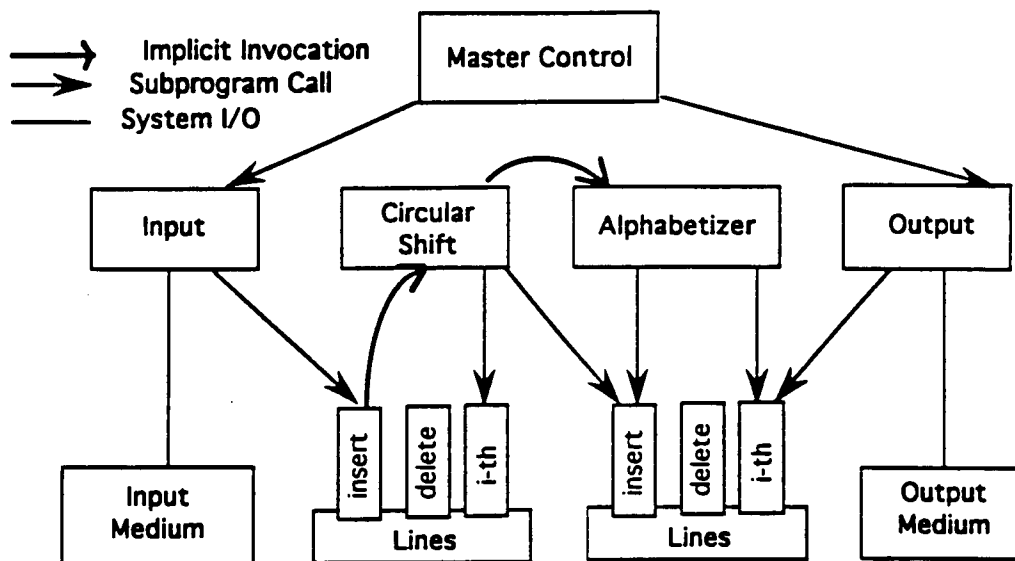 Implicit Invocation
Subprogram Call
System I/O
Master Control
Input
Circular
Shift
Alphabetizer
Output
insert
delete
i-th
insert
delete
i-th
Input
Medium
Lines
Lines
Output
Medium